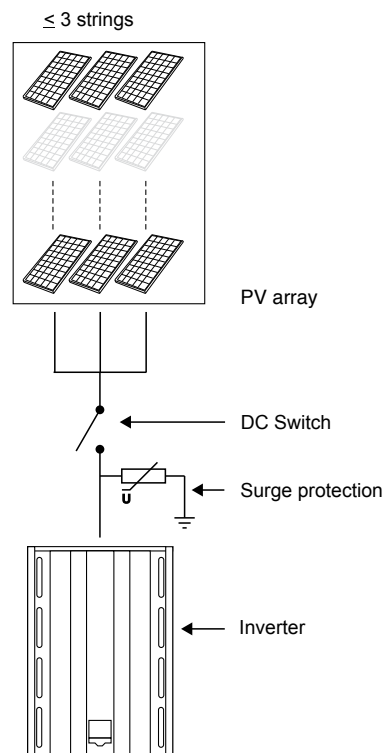 ≤ 3 strings
PV array
DC Switch
U
Surge protection
Inverter